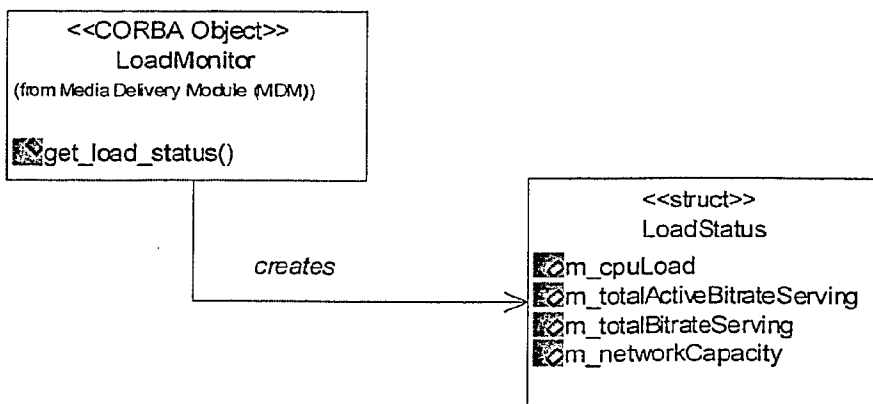 <<CORBA Object>>
LoadMonitor
(from Media Delivery Module (MDM))
get_load_status()
creates
<<struct>>
LoadStatus
m_cpuLoad
m_totalActiveBitrateServing
m_totalBitrateServing
m_networkCapacity